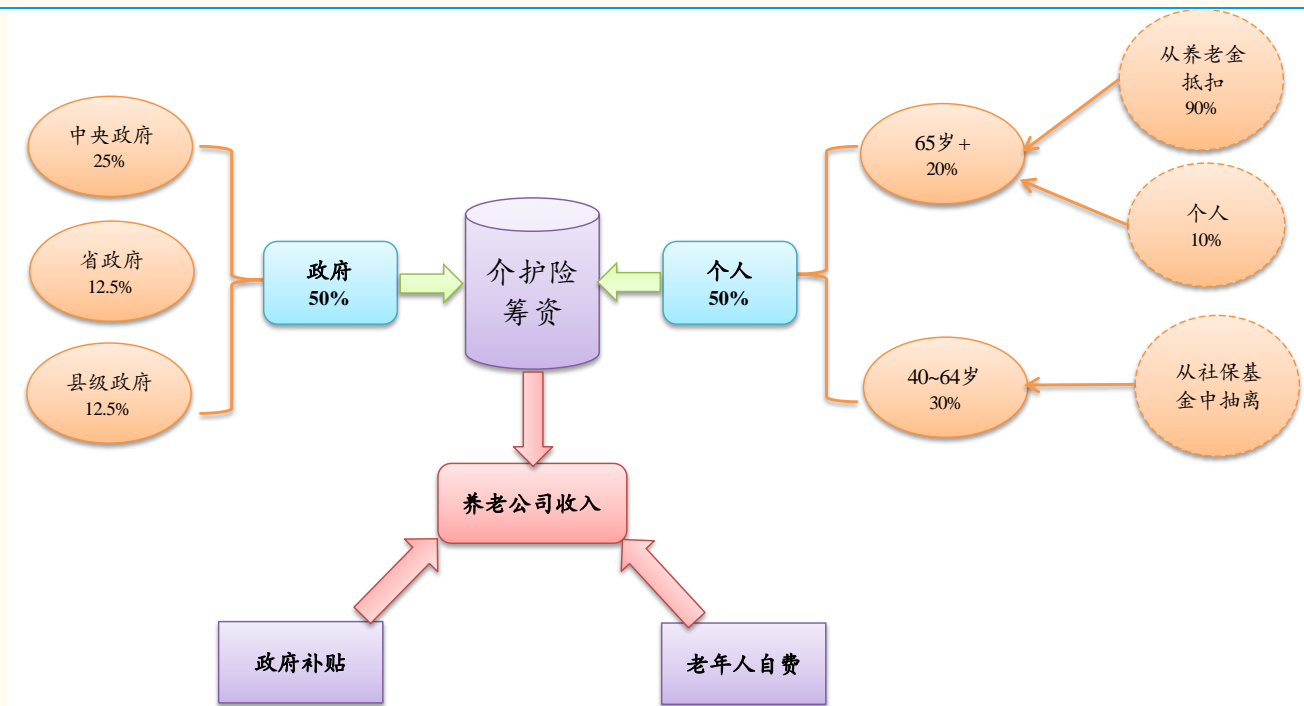 中央政府
25%
省政府
12.5%
县级政府
12.5%
政府
50%
介护险
筹资
个人
50%
65岁+
20%
40~64岁
30%
从养老金
抵扣
90%
个人
10%
从社保基
金中抽离
养老公司收入
政府补贴
老年人自费